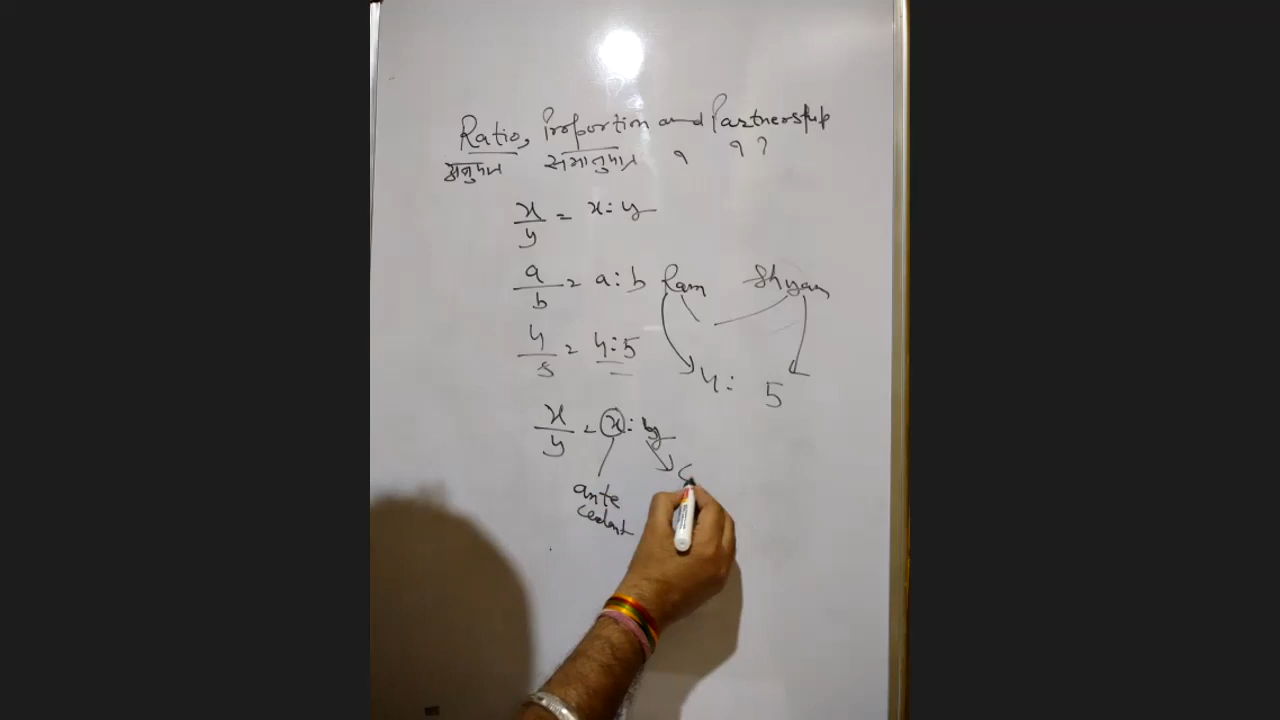 Ratio, Proportion and Partnership
अनुपात समानुपात , ? ?
x/y = x:y
a/b = a:b Ram Shyam
4/5 = 4:5
4: 5
x/y = x: y
ante
cedent